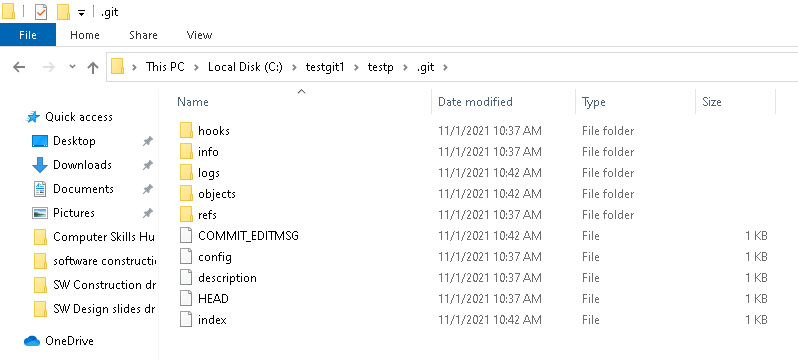 .git
File Home Share View
This PC Local Disk (C:) testgit1 testp .git
Name Date modified Type Size
Quick access
Desktop
Downloads
Documents
Pictures
Computer Skills Hu
software constructi
SW Construction dr
SW Design slides dr
OneDrive
hooks 11/1/2021 10:37 AM File folder
info 11/1/2021 10:37 AM File folder
logs 11/1/2021 10:42 AM File folder
objects 11/1/2021 10:42 AM File folder
refs 11/1/2021 10:37 AM File folder
COMMIT_EDITMSG 11/1/2021 10:42 AM File 1 KB
config 11/1/2021 10:37 AM File 1 KB
description 11/1/2021 10:37 AM File 1 KB
HEAD 11/1/2021 10:37 AM File 1 KB
index 11/1/2021 10:42 AM File 1 KB